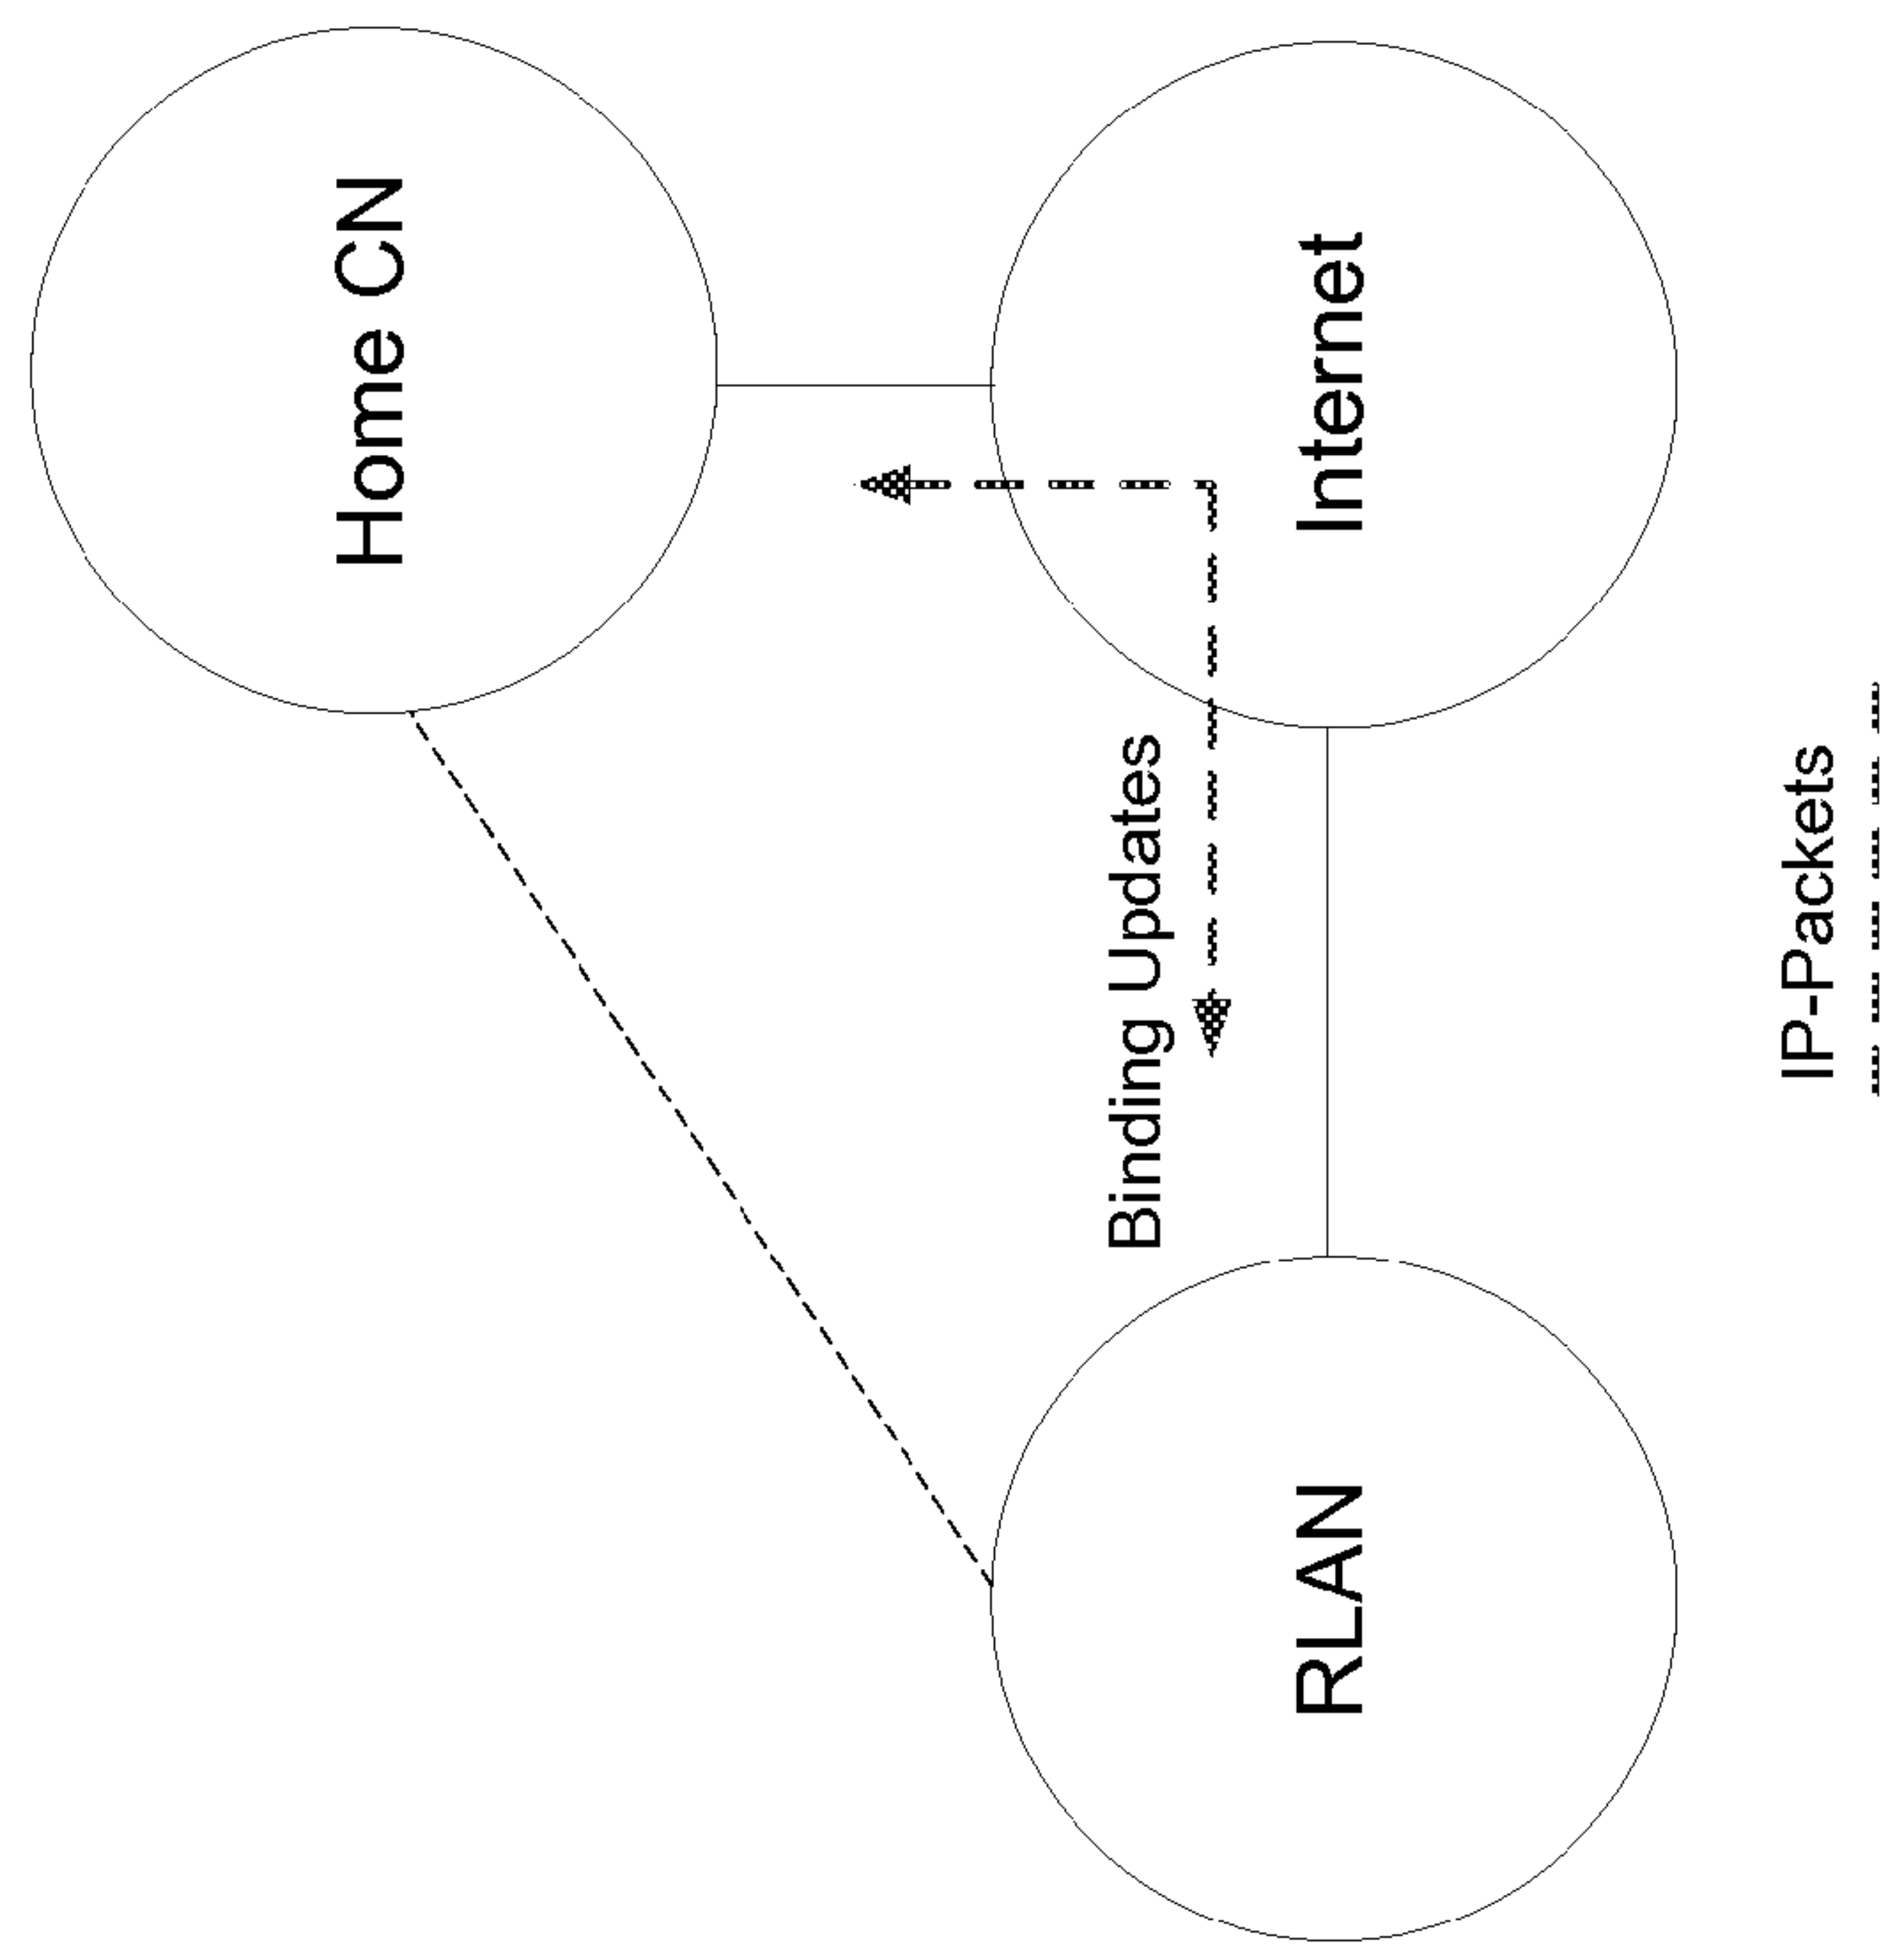 Home CN
Binding Updates
RLAN
Internet
IP-Packets